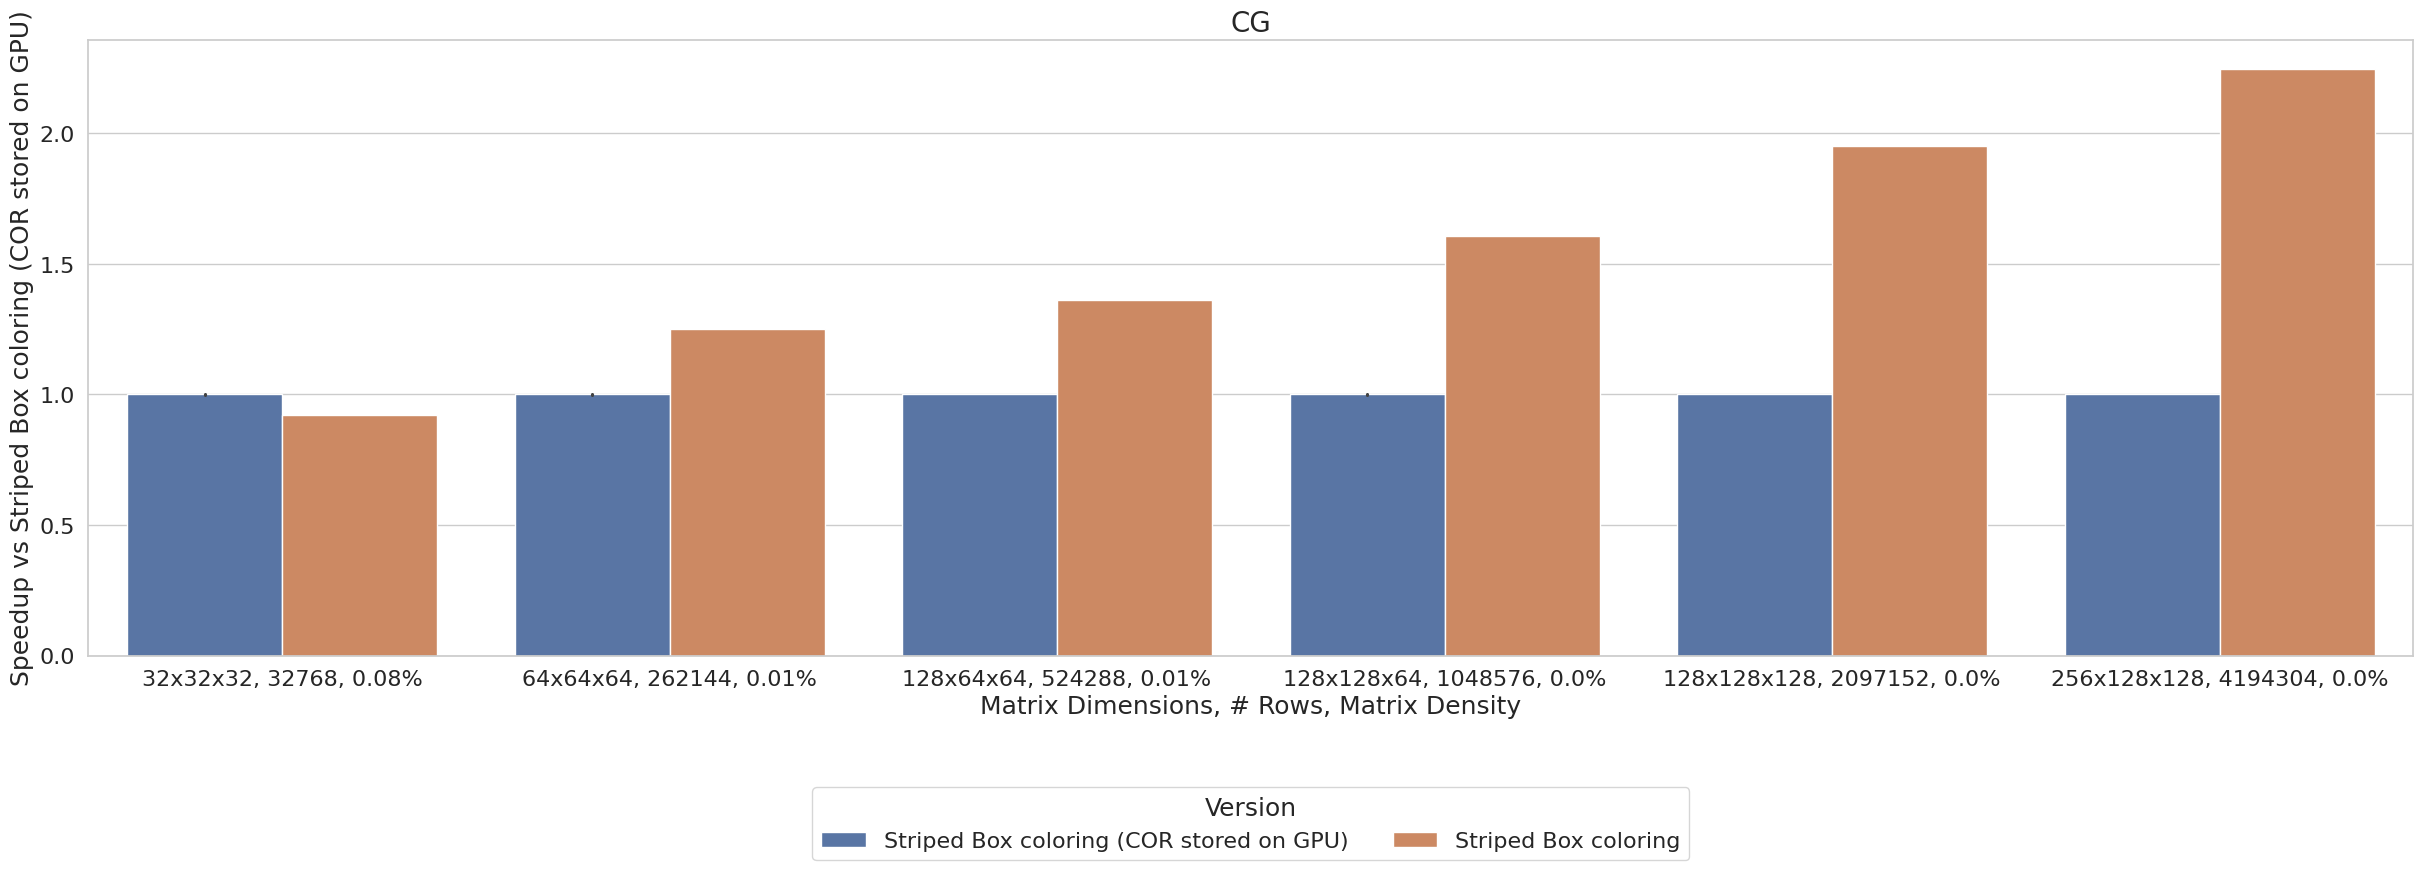 CG
Speedup vs Striped Box coloring (COR stored on GPU)
2.0
1.5
1.0
0.5
0.0
32x32x32, 32768, 0.08%
64x64x64, 262144, 0.01%
128x64x64, 524288, 0.01%
128x128x64, 1048576, 0.0%
128x128x128, 2097152, 0.0%
256x128x128, 4194304, 0.0%
Matrix Dimensions, # Rows, Matrix Density
Version
Striped Box coloring (COR stored on GPU)
Striped Box coloring